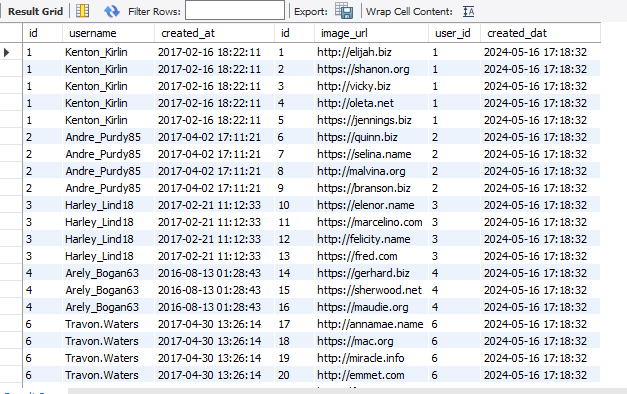 Result Grid Filter Rows: Export: Wrap Cell Content:
id username created_at id image_url user_id created_dat
1 Kenton_Kirlin 2017-02-16 18:22:11 1 http://elijah.biz 1 2024-05-16 17:18:32
1 Kenton_Kirlin 2017-02-16 18:22:11 2 https://shanon.org 1 2024-05-16 17:18:32
1 Kenton_Kirlin 2017-02-16 18:22:11 3 http://vicky.biz 1 2024-05-16 17:18:32
1 Kenton_Kirlin 2017-02-16 18:22:11 4 http://oleta.net 1 2024-05-16 17:18:32
1 Kenton_Kirlin 2017-02-16 18:22:11 5 https://jennings.biz 1 2024-05-16 17:18:32
2 Andre_Purdy85 2017-04-02 17:11:21 6 https://quinn.biz 2 2024-05-16 17:18:32
2 Andre_Purdy85 2017-04-02 17:11:21 7 https://selina.name 2 2024-05-16 17:18:32
2 Andre_Purdy85 2017-04-02 17:11:21 8 http://malvina.org 2 2024-05-16 17:18:32
2 Andre_Purdy85 2017-04-02 17:11:21 9 https://branson.biz 2 2024-05-16 17:18:32
3 Harley_Lind18 2017-02-21 11:12:33 10 https://elenor.name 3 2024-05-16 17:18:32
3 Harley_Lind18 2017-02-21 11:12:33 11 https://marcelino.com 3 2024-05-16 17:18:32
3 Harley_Lind18 2017-02-21 11:12:33 12 http://felicity.name 3 2024-05-16 17:18:32
3 Harley_Lind18 2017-02-21 11:12:33 13 https://fred.com 3 2024-05-16 17:18:32
4 Arely_Bogan63 2016-08-13 01:28:43 14 https://gerhard.biz 4 2024-05-16 17:18:32
4 Arely_Bogan63 2016-08-13 01:28:43 15 https://sherwood.net 4 2024-05-16 17:18:32
4 Arely_Bogan63 2016-08-13 01:28:43 16 https://maudie.org 4 2024-05-16 17:18:32
6 Travon.Waters 2017-04-30 13:26:14 17 http://annamae.name 6 2024-05-16 17:18:32
6 Travon.Waters 2017-04-30 13:26:14 18 https://mac.org 6 2024-05-16 17:18:32
6 Travon.Waters 2017-04-30 13:26:14 19 http://miracle.info 6 2024-05-16 17:18:32
6 Travon.Waters 2017-04-30 13:26:14 20 http://emmet.com 6 2024-05-16 17:18:32